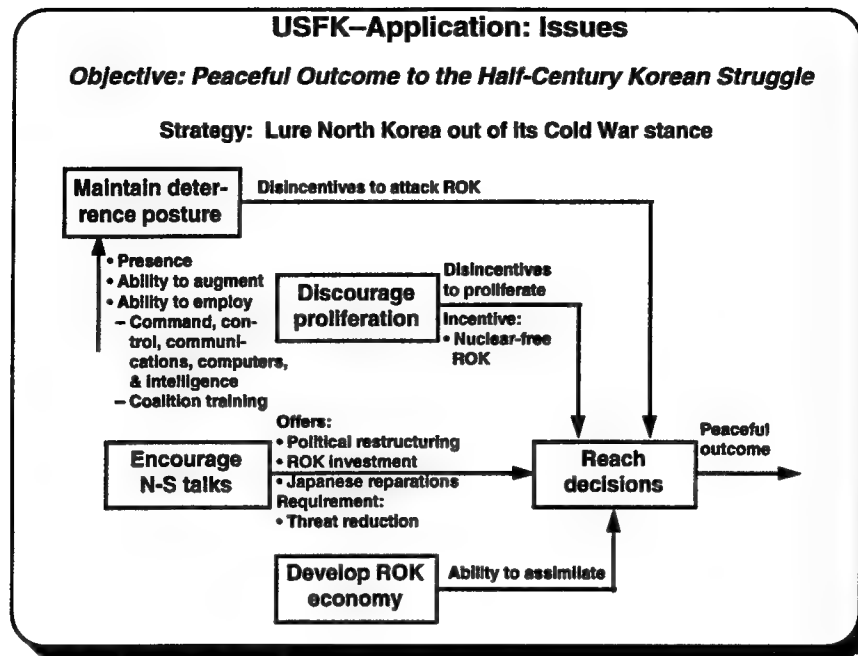 USFK–Application: Issues
Objective: Peaceful Outcome to the Half-Century Korean Struggle
Strategy: Lure North Korea out of its Cold War stance
Maintain deter-
rence posture
Disincentives to attack ROK
• Presence
• Ability to augment
• Ability to employ
– Command, con-
trol, communi-
cations, computers,
& intelligence
– Coalition training
Discourage
proliferation
Disincentives
to proliferate
Incentive:
• Nuclear-free
ROK
Encourage
N-S talks
Offers:
• Political restructuring
• ROK investment
• Japanese reparations
Requirement:
• Threat reduction
Reach
decisions
Peaceful
outcome
Develop ROK
economy
Ability to assimilate